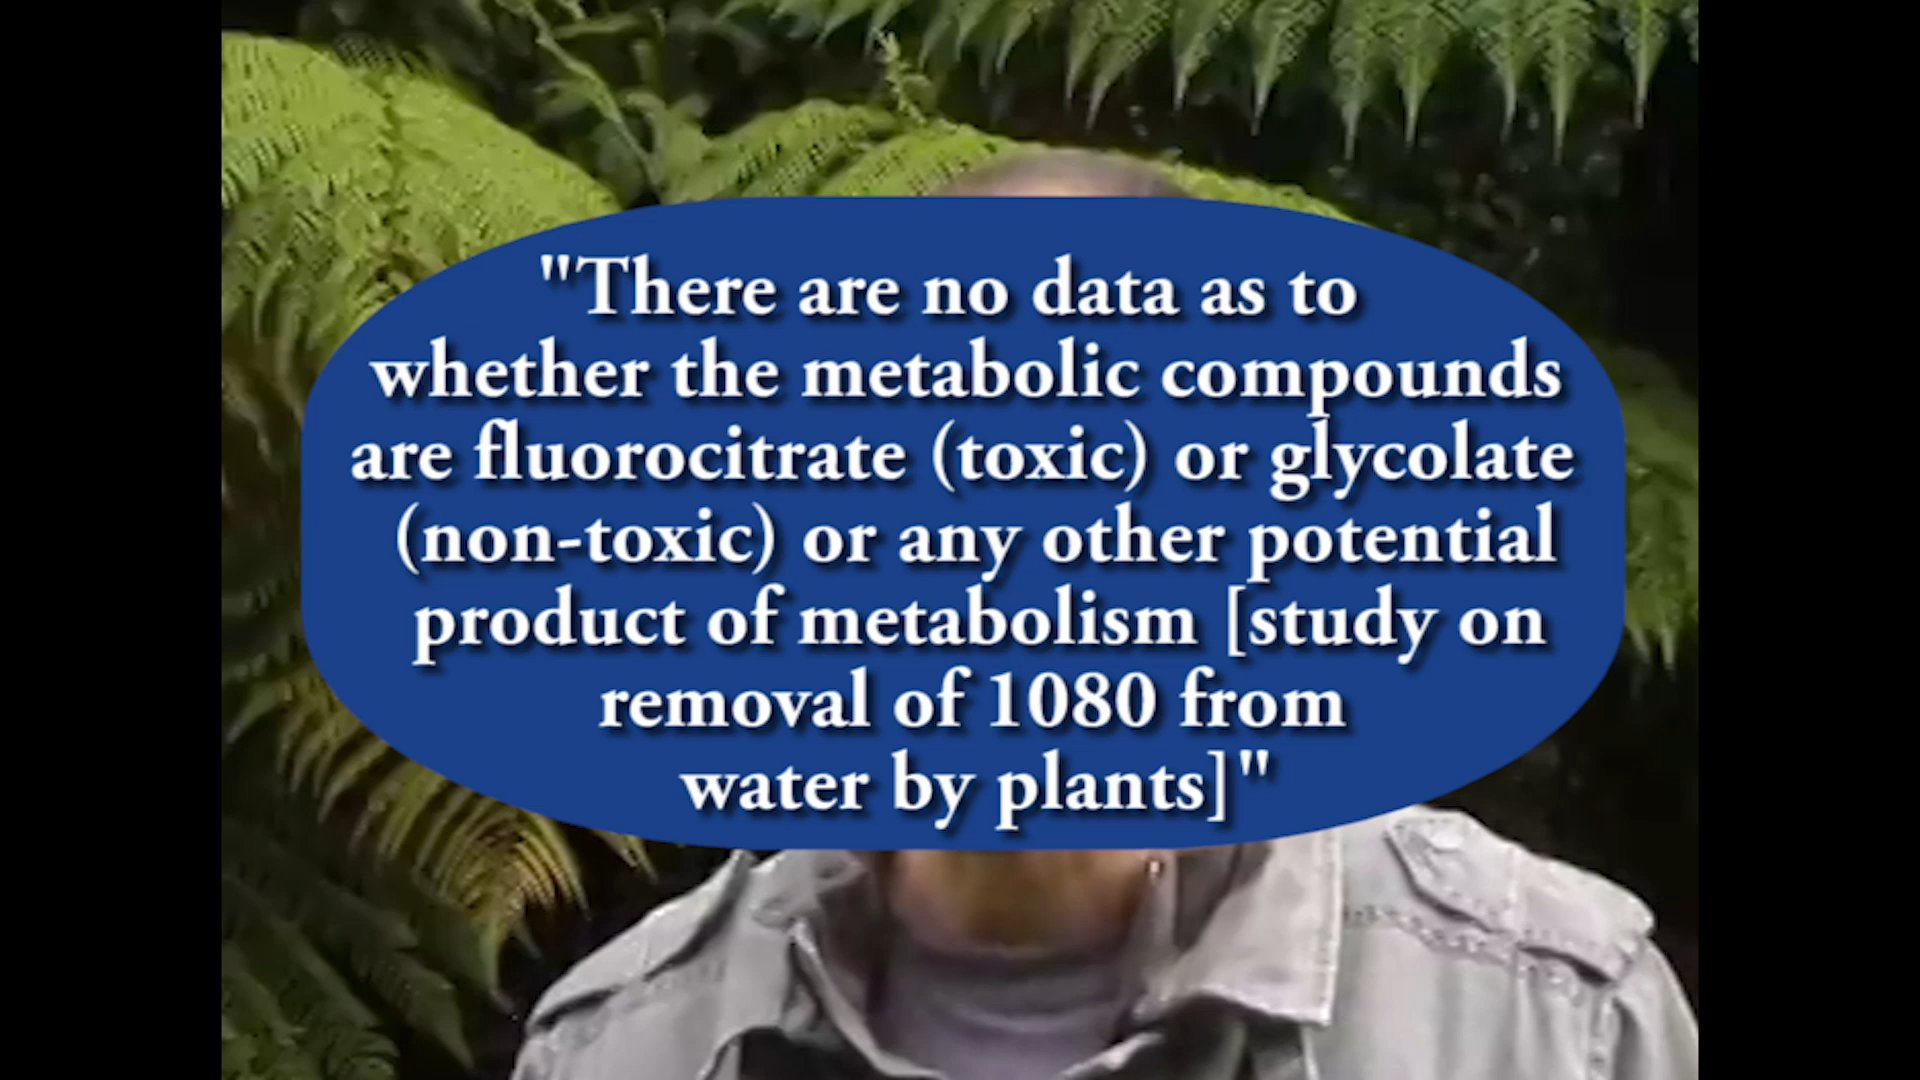 "There are no data as to
whether the metabolic compounds
are fluorocitrate (toxic) or glycolate
(non-toxic) or any other potential
product of metabolism [study on
removal of 1080 from
water by plants]"